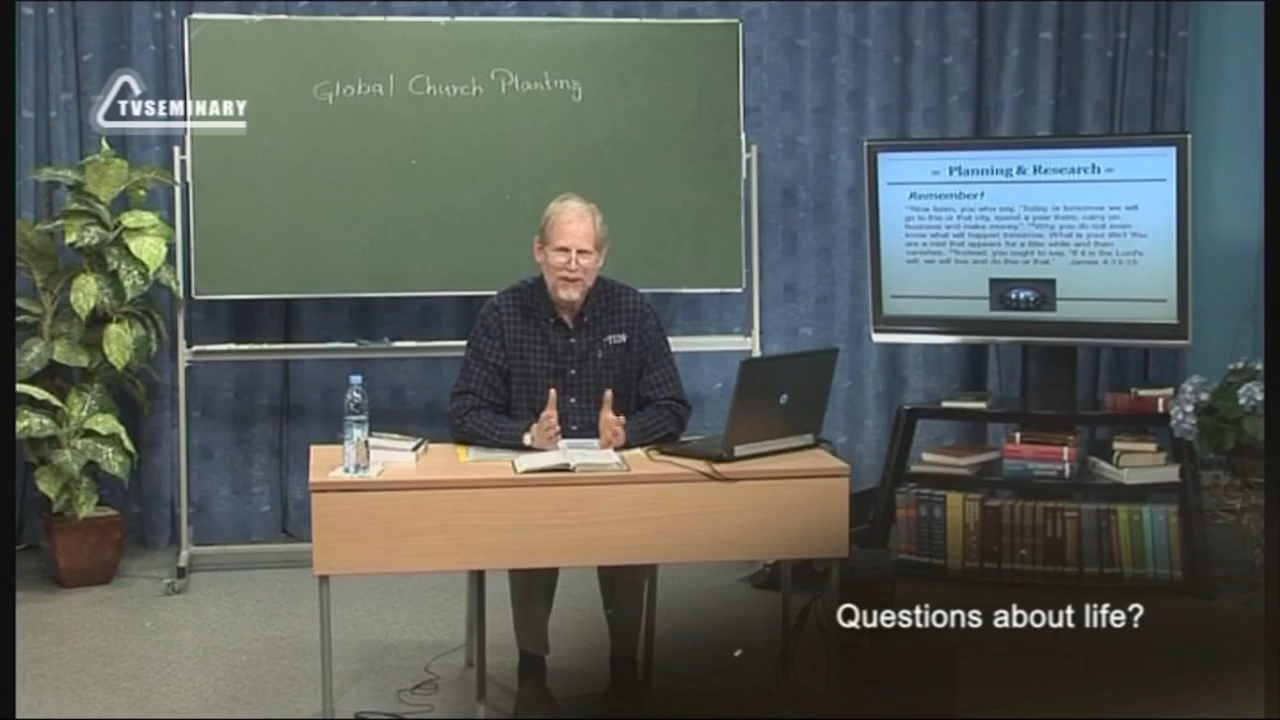 Global Church Planting
TVSEMINARY
Planning & Research
Remember!
"Now listen, you who say, "Today or tomorrow we will
go to this or that city, spend a year there, carry on
business and make money." "Why, you do not even
know what will happen tomorrow. What is your life? You
are a mist that appears for a little while and then
vanishes. "Instead, you ought to say, "If it is the Lord's
will, we will live and do this or that." James 4:13-15
Questions about life?